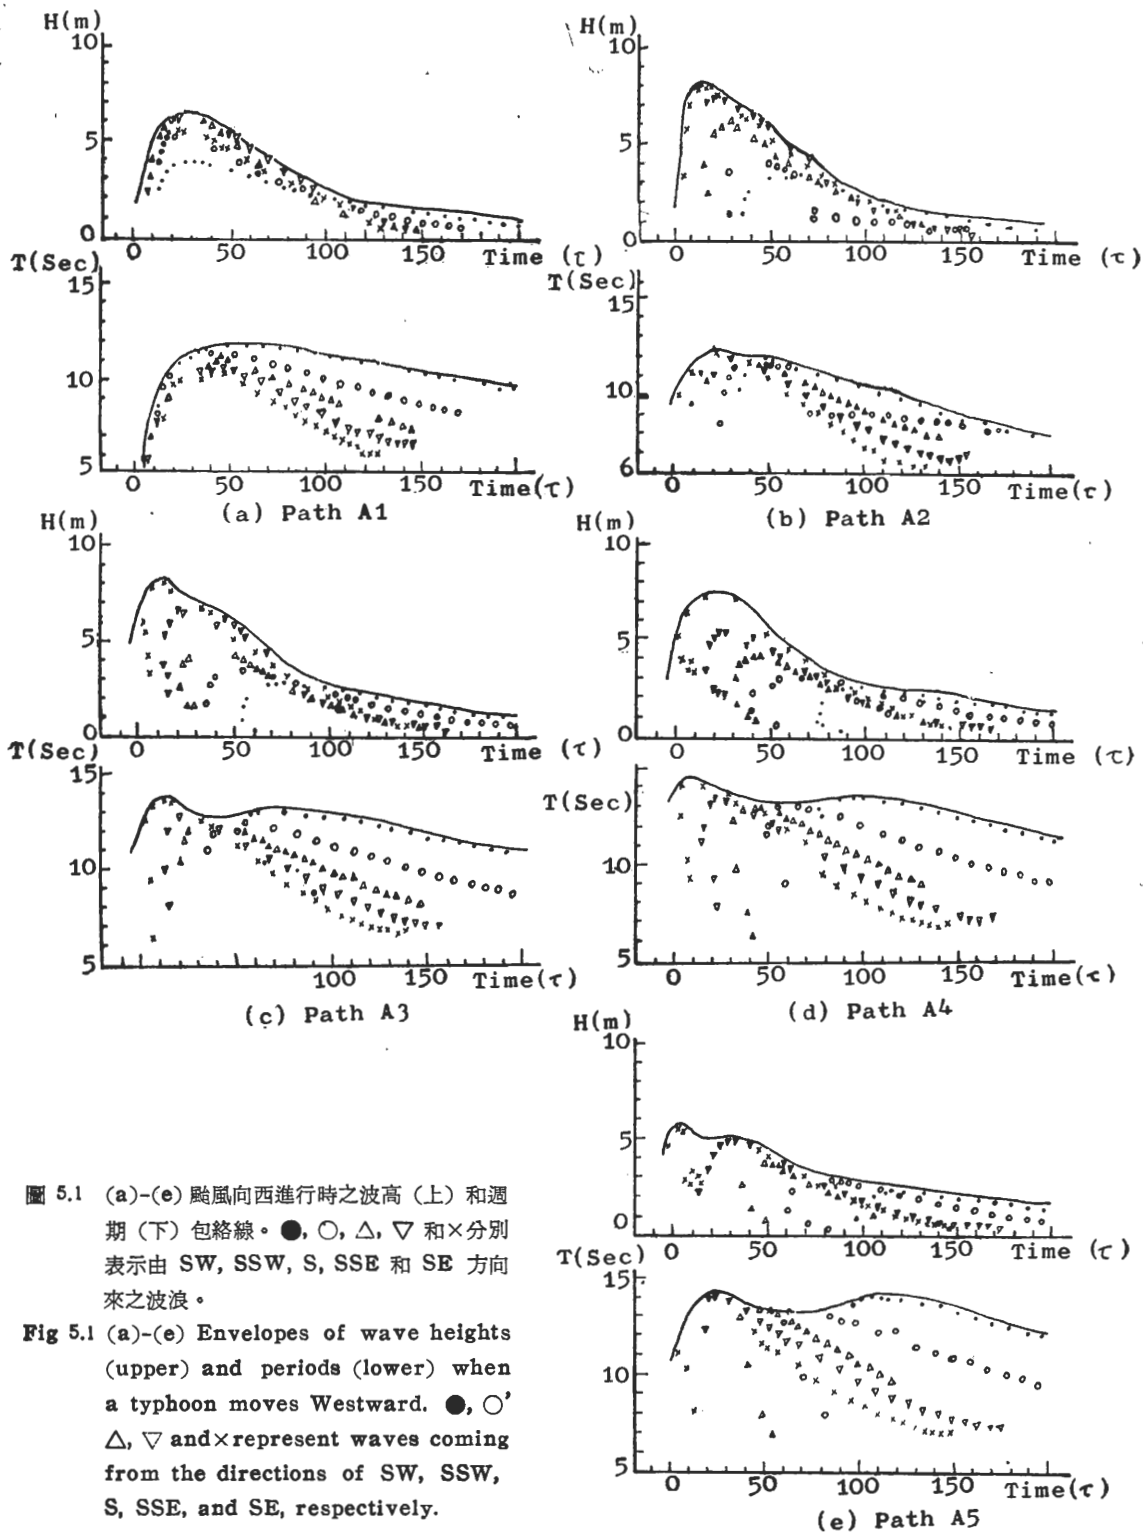 H(m)
10
5
0
0 50 100 150 Time (τ)
T(Sec)
15
10
5
0 50 100 150 Time(τ)
(a) Path A1
H(m)
10
5
0
0 50 100 150 Time (τ)
T(Sec)
15
10
6
0 50 100 150 Time(τ)
(b) Path A2
H(m)
10
5
0
0 50 100 150 Time (τ)
T(Sec)
15
10
5
100 150 Time(τ)
(c) Path A3
H(m)
10
5
0
0 50 100 150 Time (τ)
T(Sec)
10
5
0 50 100 150 Time(τ)
(d) Path A4
H(m)
10
5
0
0 50 100 150 Time (τ)
T(Sec)
15
10
5
0 50 100 150 Time(τ)
(e) Path A5
圖 5.1 (a)-(e) 颱風向西進行時之波高（上）和週
期（下）包絡線。●, ○, △, ▽ 和×分別
表示由 SW, SSW, S, SSE 和 SE 方向
來之波浪。
Fig 5.1 (a)-(e) Envelopes of wave heights
(upper) and periods (lower) when
a typhoon moves Westward. ●, ○,
△, ▽ and×represent waves coming
from the directions of SW, SSW,
S, SSE, and SE, respectively.